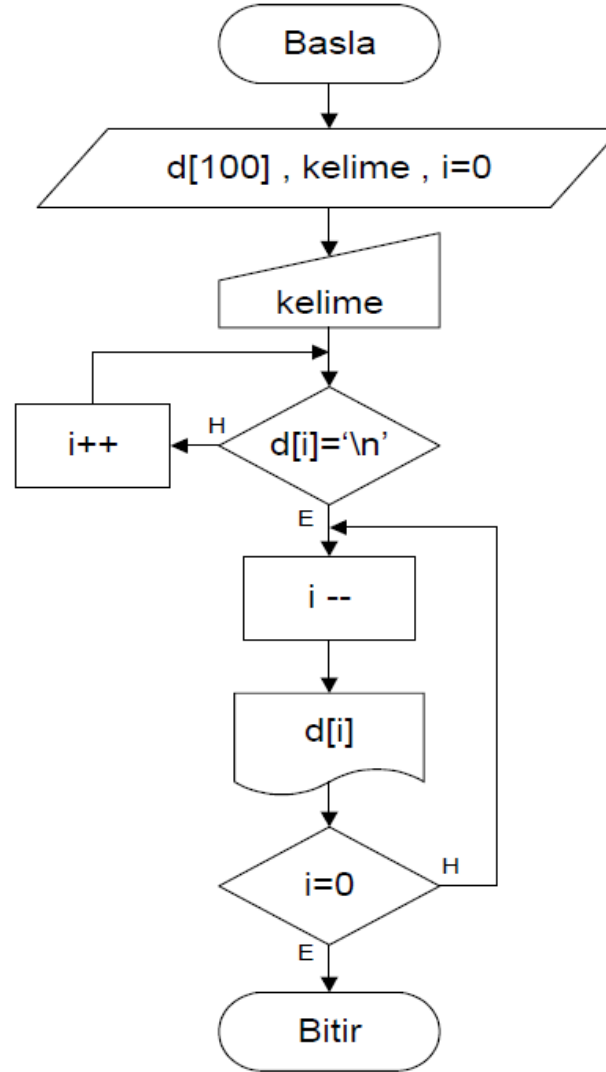 Basla
d[100] , kelime , i=0
kelime
i++
H
d[i]=‘\n’
E
i --
d[i]
i=0
H
E
Bitir